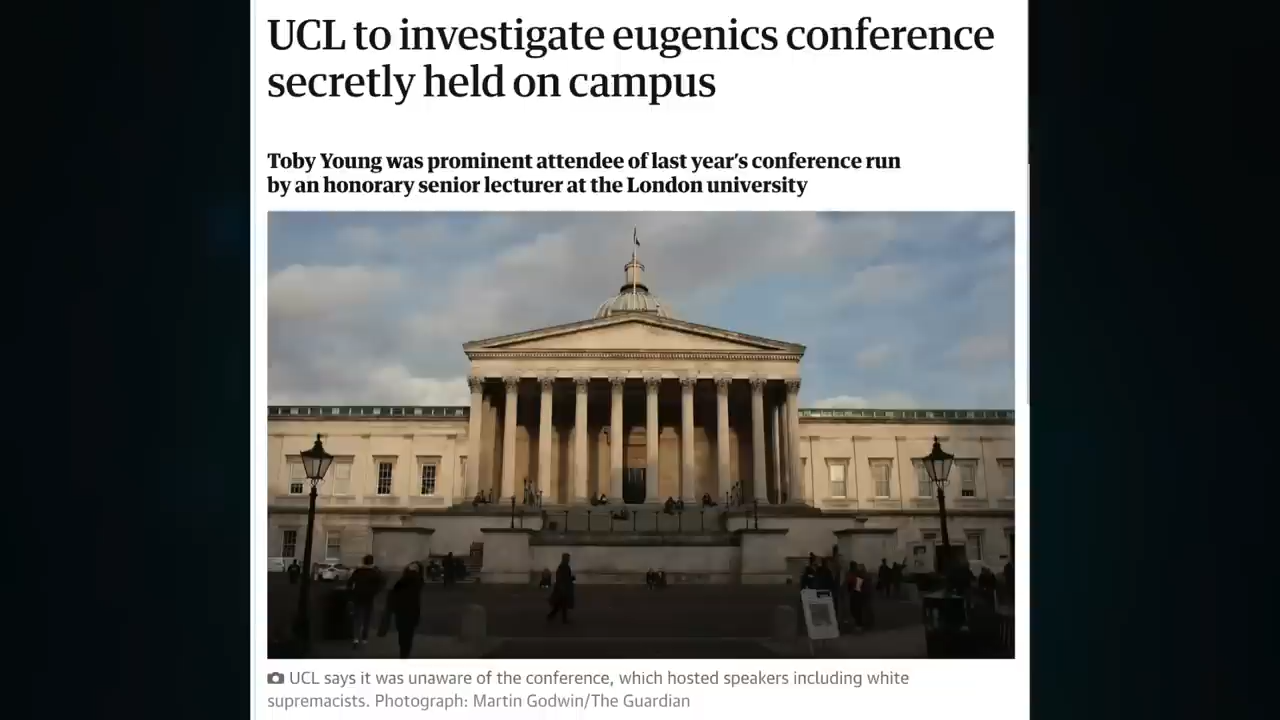 UCL to investigate eugenics conference
secretly held on campus
Toby Young was prominent attendee of last year’s conference run
by an honorary senior lecturer at the London university
UCL says it was unaware of the conference, which hosted speakers including white
supremacists. Photograph: Martin Godwin/The Guardian